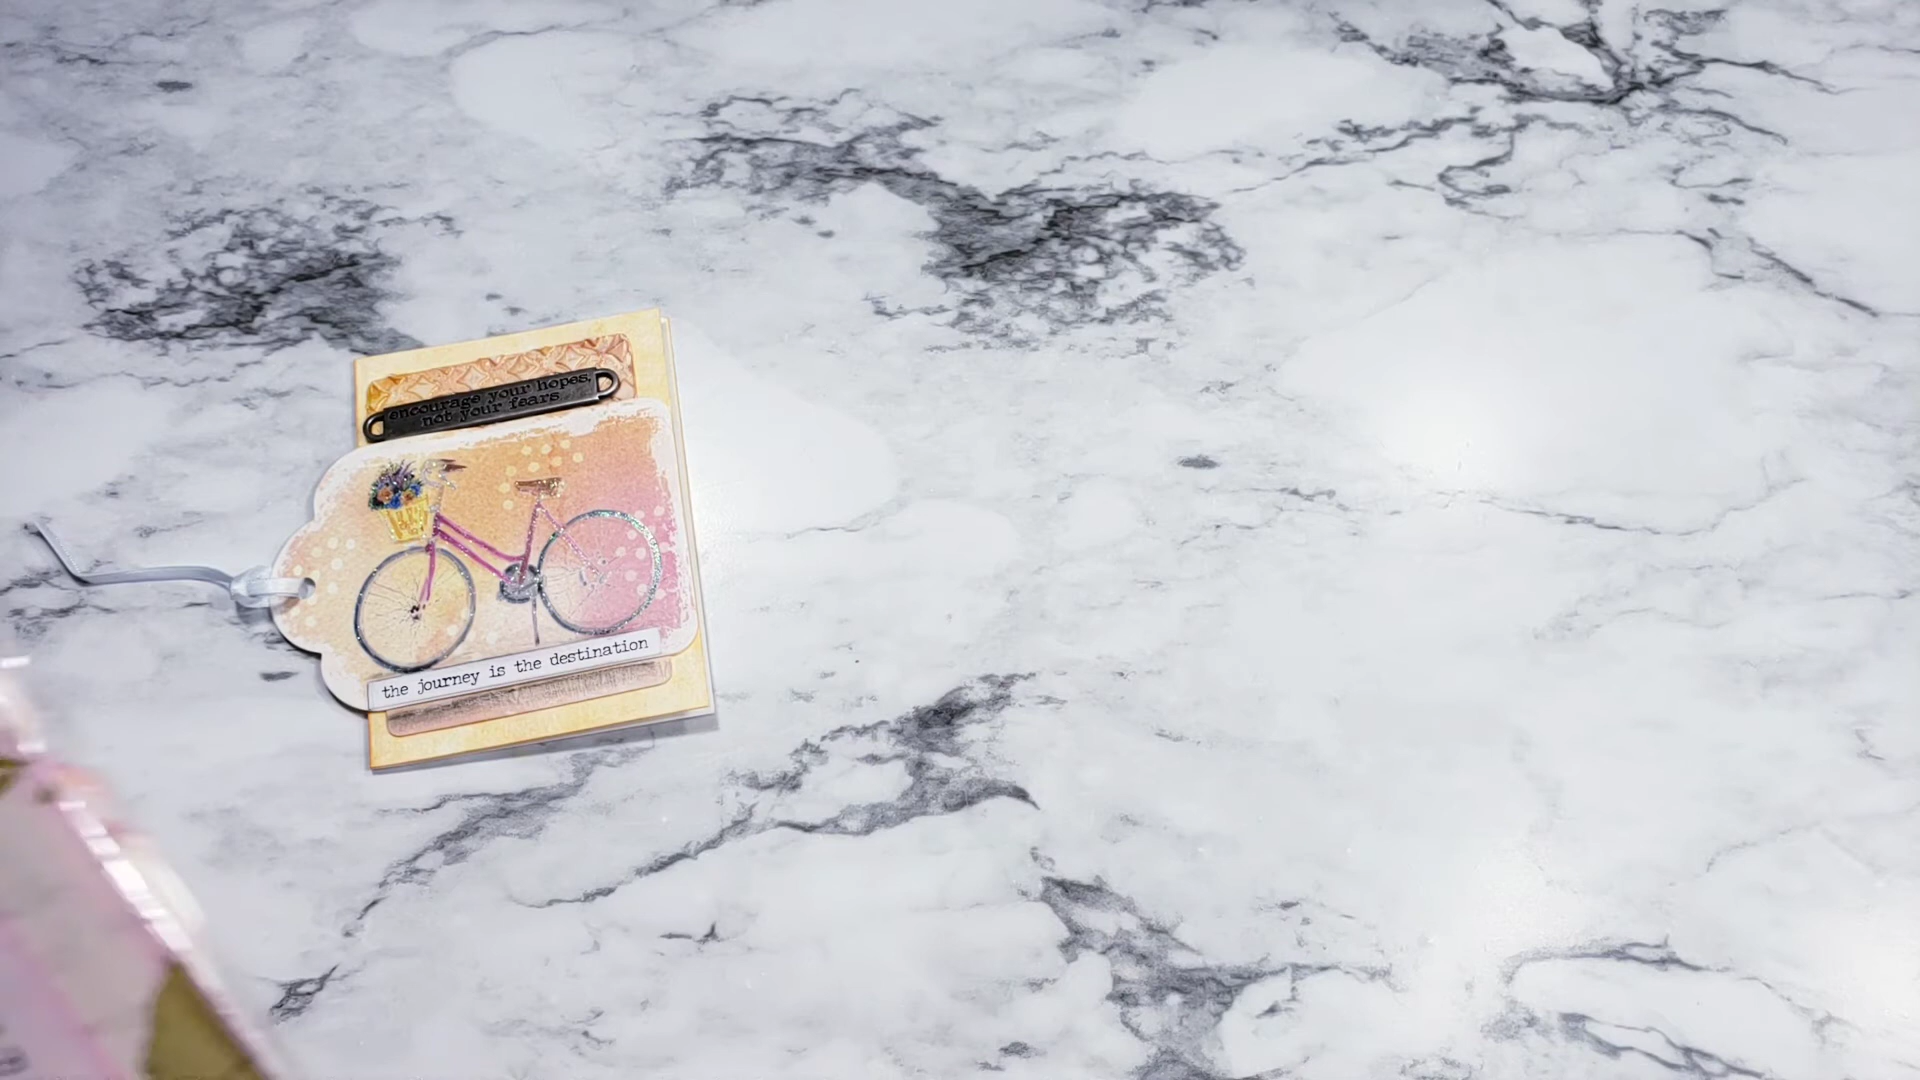 encourage your hopes,
not your fears
the journey is the destination